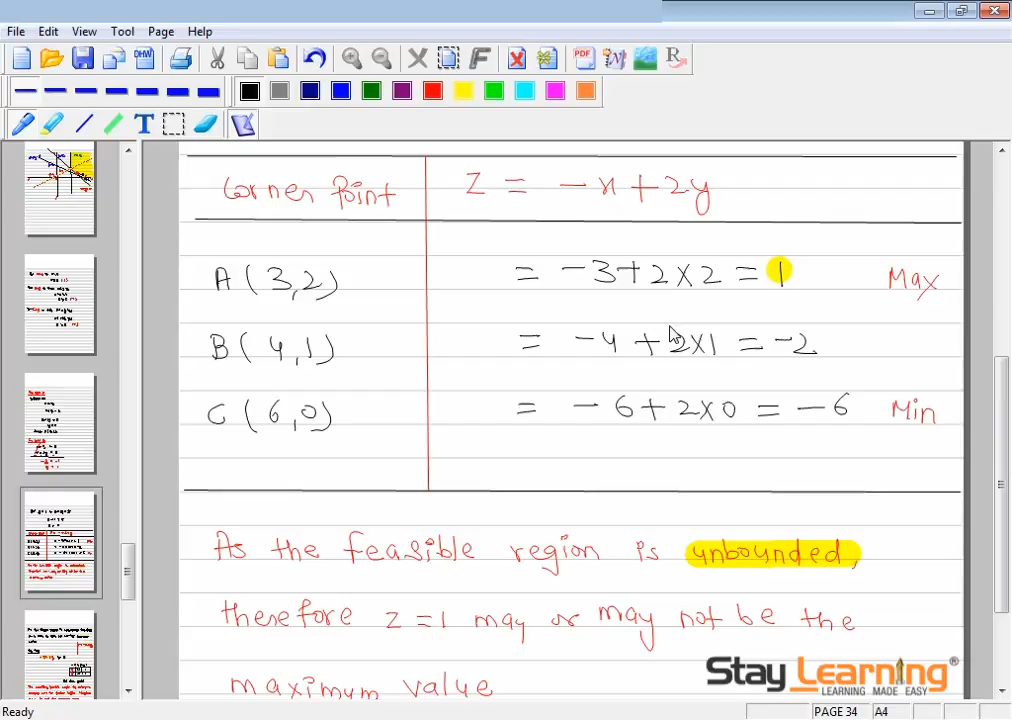 File Edit View Tool Page Help
Corner Point Z = -x + 2y
A (3,2) = -3+2×2 = 1 Max
B (4,1) = -4+2×1 = -2
C (6,0) = -6+2×0 = -6 Min
As the feasible region is unbounded,
therefore z=1 may or may not be the
Stay Learning®
maximum value
LEARNING MADE EASY
Ready PAGE 34 A4